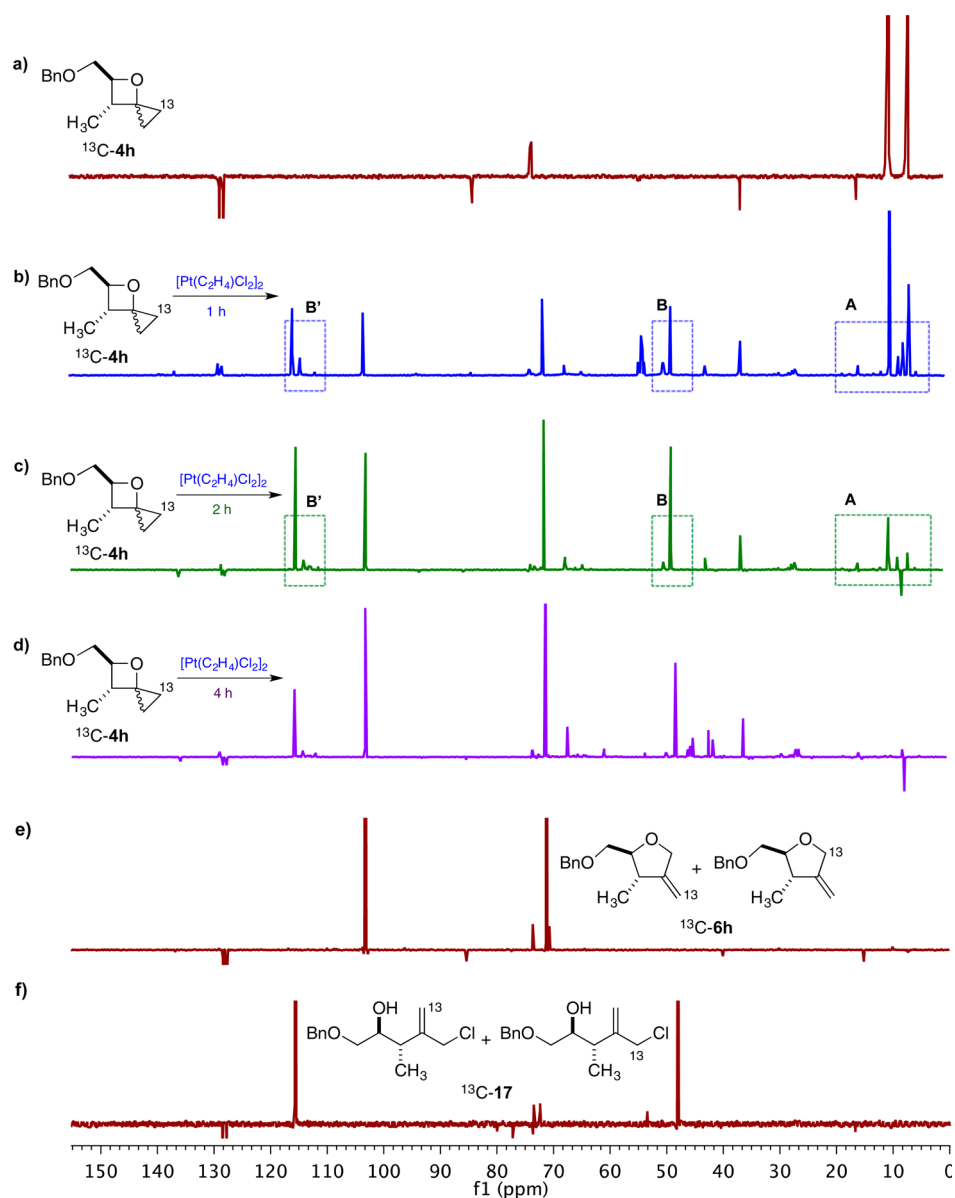 a)
BnO
O
13
H₃C
¹³C-4h
b)
BnO
O
13
H₃C
¹³C-4h
[Pt(C₂H₄)Cl₂]₂
1 h
B’
B
A
c)
BnO
O
13
H₃C
¹³C-4h
[Pt(C₂H₄)Cl₂]₂
2 h
B’
B
A
d)
BnO
O
13
H₃C
¹³C-4h
[Pt(C₂H₄)Cl₂]₂
4 h
e)
BnO
O
H₃C
13
+
BnO
O
13
H₃C
¹³C-6h
f)
OH
13
BnO
Cl
CH₃
+
OH
BnO
Cl
13
CH₃
¹³C-17
150 140 130 120 110 100 90 80 70 60 50 40 30 20 10 0
f1 (ppm)